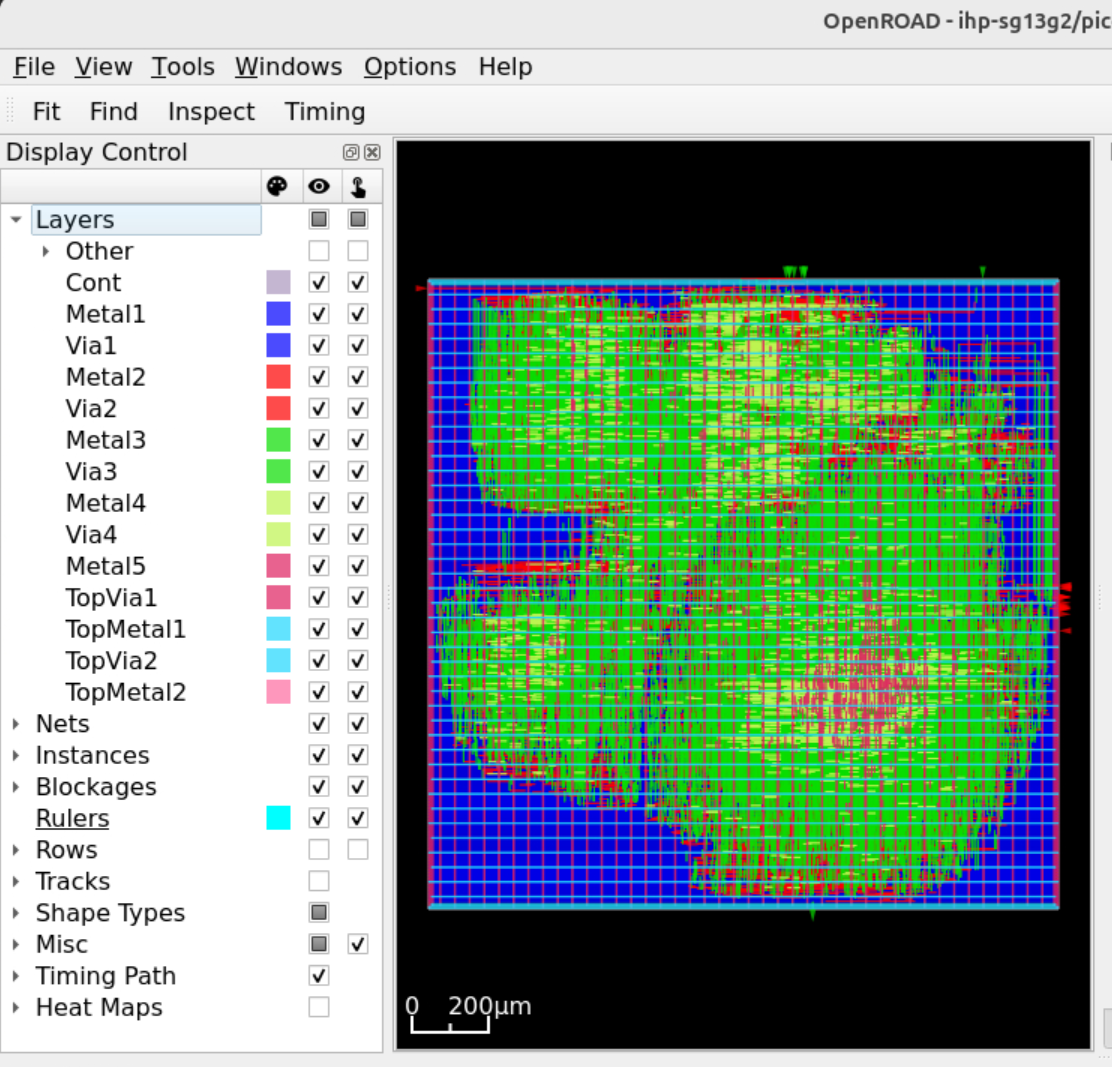 OpenROAD - ihp-sg13g2/pic
File View Tools Windows Options Help
Fit Find Inspect Timing
Display Control
Layers
Other
Cont
Metal1
Via1
Metal2
Via2
Metal3
Via3
Metal4
Via4
Metal5
TopVia1
TopMetal1
TopVia2
TopMetal2
Nets
Instances
Blockages
Rulers
Rows
Tracks
Shape Types
Misc
Timing Path
Heat Maps
0 200μm